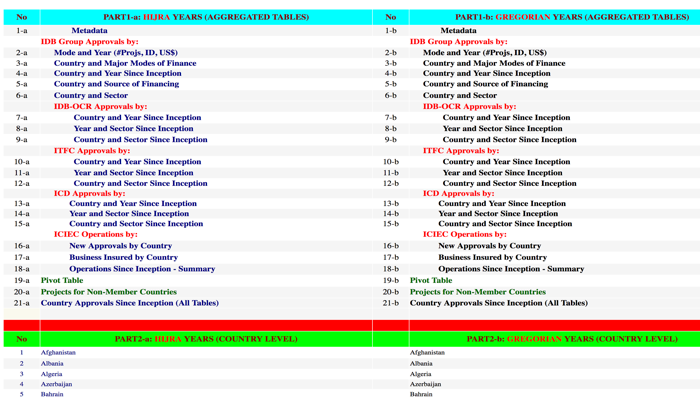 No PART1-a: HIJRA YEARS (AGGREGATED TABLES) No PART1-b: GREGORIAN YEARS (AGGREGATED TABLES)
1-a Metadata 1-b Metadata
IDB Group Approvals by: IDB Group Approvals by:
2-a Mode and Year (#Projs, ID, US$) 2-b Mode and Year (#Projs, ID, US$)
3-a Country and Major Modes of Finance 3-b Country and Major Modes of Finance
4-a Country and Year Since Inception 4-b Country and Year Since Inception
5-a Country and Source of Financing 5-b Country and Source of Financing
6-a Country and Sector 6-b Country and Sector
IDB-OCR Approvals by: IDB-OCR Approvals by:
7-a Country and Year Since Inception 7-b Country and Year Since Inception
8-a Year and Sector Since Inception 8-b Year and Sector Since Inception
9-a Country and Sector Since Inception 9-b Country and Sector Since Inception
ITFC Approvals by: ITFC Approvals by:
10-a Country and Year Since Inception 10-b Country and Year Since Inception
11-a Year and Sector Since Inception 11-b Year and Sector Since Inception
12-a Country and Sector Since Inception 12-b Country and Sector Since Inception
ICD Approvals by: ICD Approvals by:
13-a Country and Year Since Inception 13-b Country and Year Since Inception
14-a Year and Sector Since Inception 14-b Year and Sector Since Inception
15-a Country and Sector Since Inception 15-b Country and Sector Since Inception
ICIEC Operations by: ICIEC Operations by:
16-a New Approvals by Country 16-b New Approvals by Country
17-a Business Insured by Country 17-b Business Insured by Country
18-a Operations Since Inception - Summary 18-b Operations Since Inception - Summary
19-a Pivot Table 19-b Pivot Table
20-a Projects for Non-Member Countries 20-b Projects for Non-Member Countries
21-a Country Approvals Since Inception (All Tables) 21-b Country Approvals Since Inception (All Tables)
No PART2-a: HIJRA YEARS (COUNTRY LEVEL) PART2-b: GREGORIAN YEARS (COUNTRY LEVEL)
1 Afghanistan Afghanistan
2 Albania Albania
3 Algeria Algeria
4 Azerbaijan Azerbaijan
5 Bahrain Bahrain